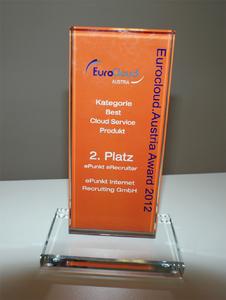 EuroCloud
AUSTRIA
Kategorie
Best
Cloud Service
Produkt
2. Platz
ePunkt eRecruiter
ePunkt Internet
Recruiting GmbH
Eurocloud.Austria Award 2012